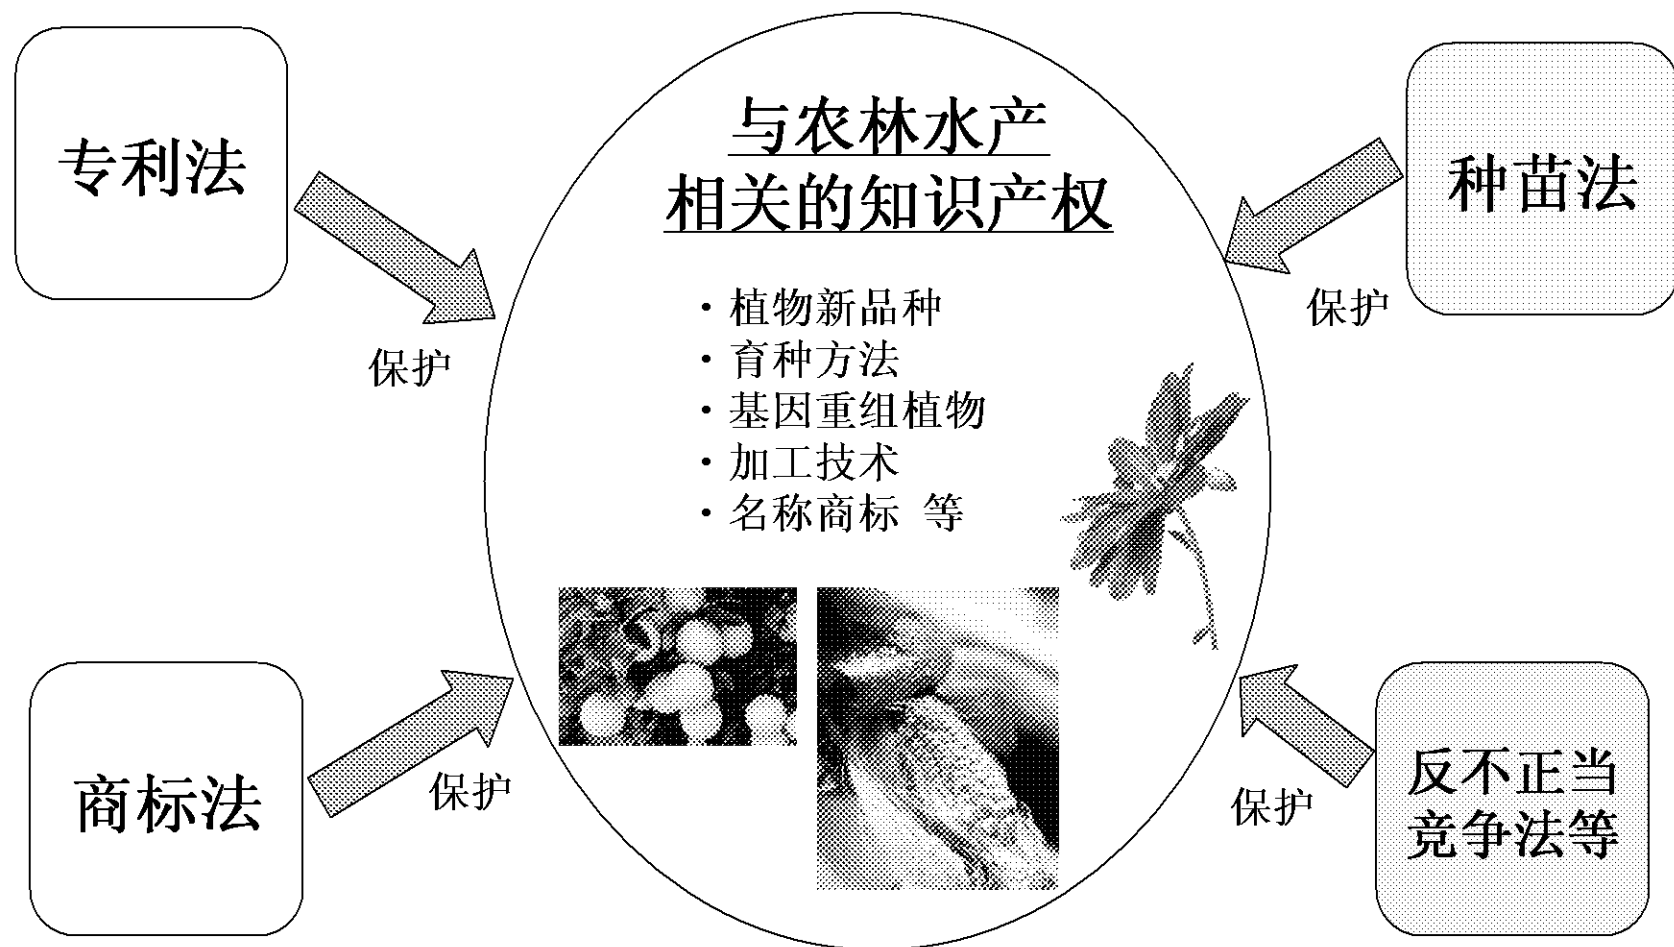 专利法
保护
与农林水产
相关的知识产权
・植物新品种
・育种方法
・基因重组植物
・加工技术
・名称商标 等
种苗法
保护
商标法
保护
反不正当
竞争法等
保护